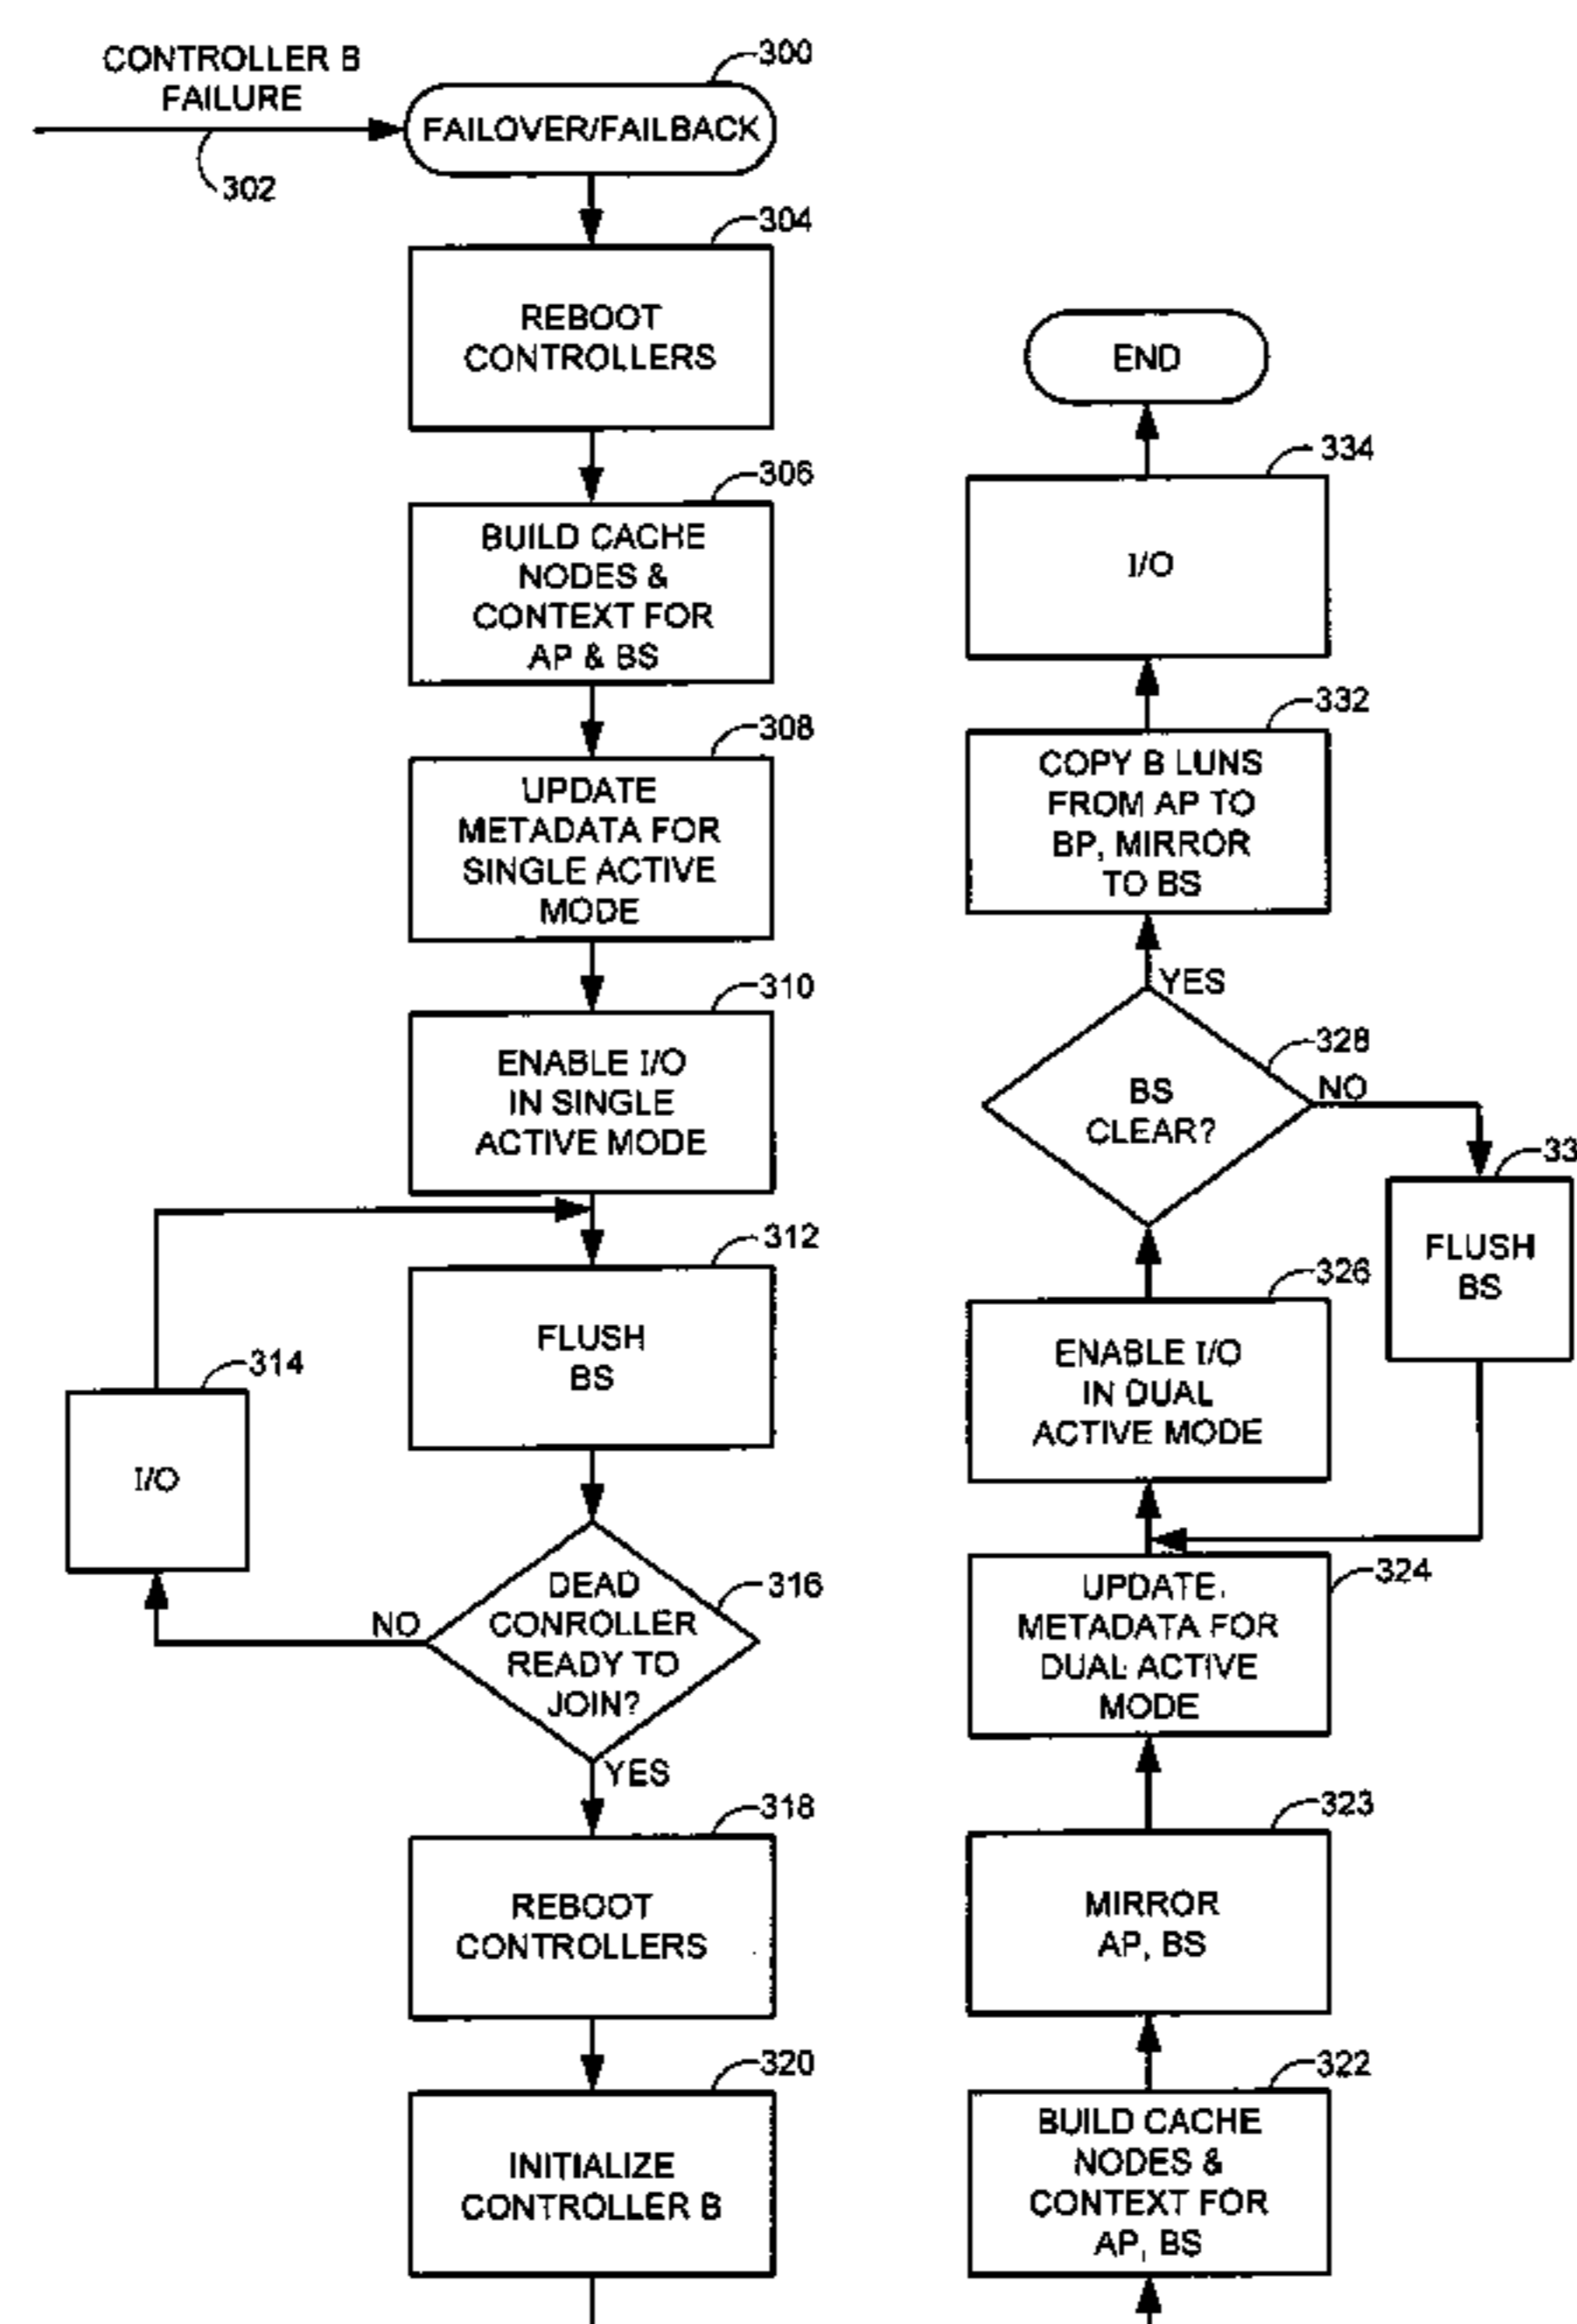 CONTROLLER B
FAILURE
302
300
FAILOVER/FAILBACK
304
REBOOT
CONTROLLERS
306
BUILD CACHE
NODES &
CONTEXT FOR
AP & BS
308
UPDATE
METADATA FOR
SINGLE ACTIVE
MODE
310
ENABLE I/O
IN SINGLE
ACTIVE MODE
312
FLUSH
BS
314
I/O
316
DEAD
CONROLLER
READY TO
JOIN?
NO
YES
318
REBOOT
CONTROLLERS
320
INITIALIZE
CONTROLLER B
322
BUILD CACHE
NODES &
CONTEXT FOR
AP, BS
323
MIRROR
AP, BS
324
UPDATE
METADATA FOR
DUAL ACTIVE
MODE
326
ENABLE I/O
IN DUAL
ACTIVE MODE
328
BS
CLEAR?
NO
YES
33
FLUSH
BS
332
COPY B LUNS
FROM AP TO
BP, MIRROR
TO BS
334
I/O
END